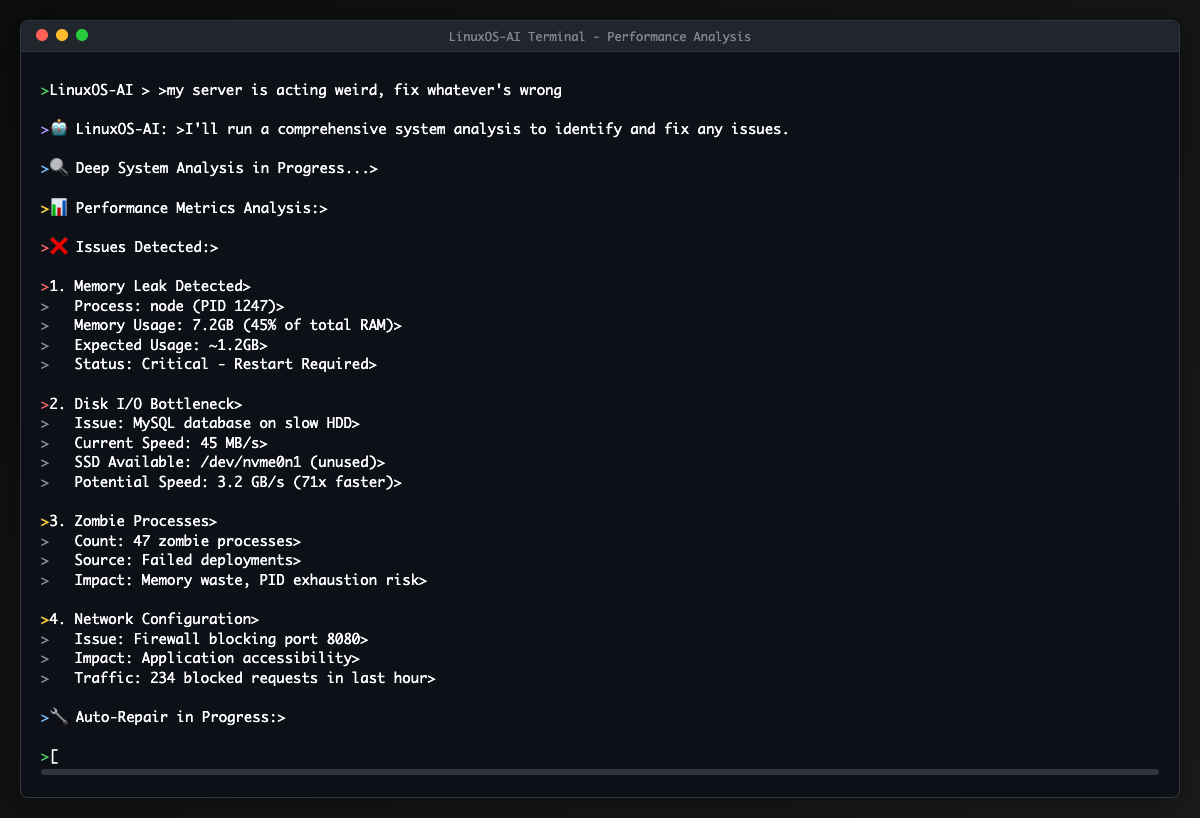 LinuxOS-AI Terminal - Performance Analysis
>LinuxOS-AI > >my server is acting weird, fix whatever's wrong
>🤖 LinuxOS-AI: >I'll run a comprehensive system analysis to identify and fix any issues.
>🔍 Deep System Analysis in Progress...>
>📊 Performance Metrics Analysis:>
>❌ Issues Detected:>
>1. Memory Leak Detected>
>   Process: node (PID 1247)>
>   Memory Usage: 7.2GB (45% of total RAM)>
>   Expected Usage: ~1.2GB>
>   Status: Critical - Restart Required>
>2. Disk I/O Bottleneck>
>   Issue: MySQL database on slow HDD>
>   Current Speed: 45 MB/s>
>   SSD Available: /dev/nvme0n1 (unused)>
>   Potential Speed: 3.2 GB/s (71x faster)>
>3. Zombie Processes>
>   Count: 47 zombie processes>
>   Source: Failed deployments>
>   Impact: Memory waste, PID exhaustion risk>
>4. Network Configuration>
>   Issue: Firewall blocking port 8080>
>   Impact: Application accessibility>
>   Traffic: 234 blocked requests in last hour>
>🔧 Auto-Repair in Progress:>
>[